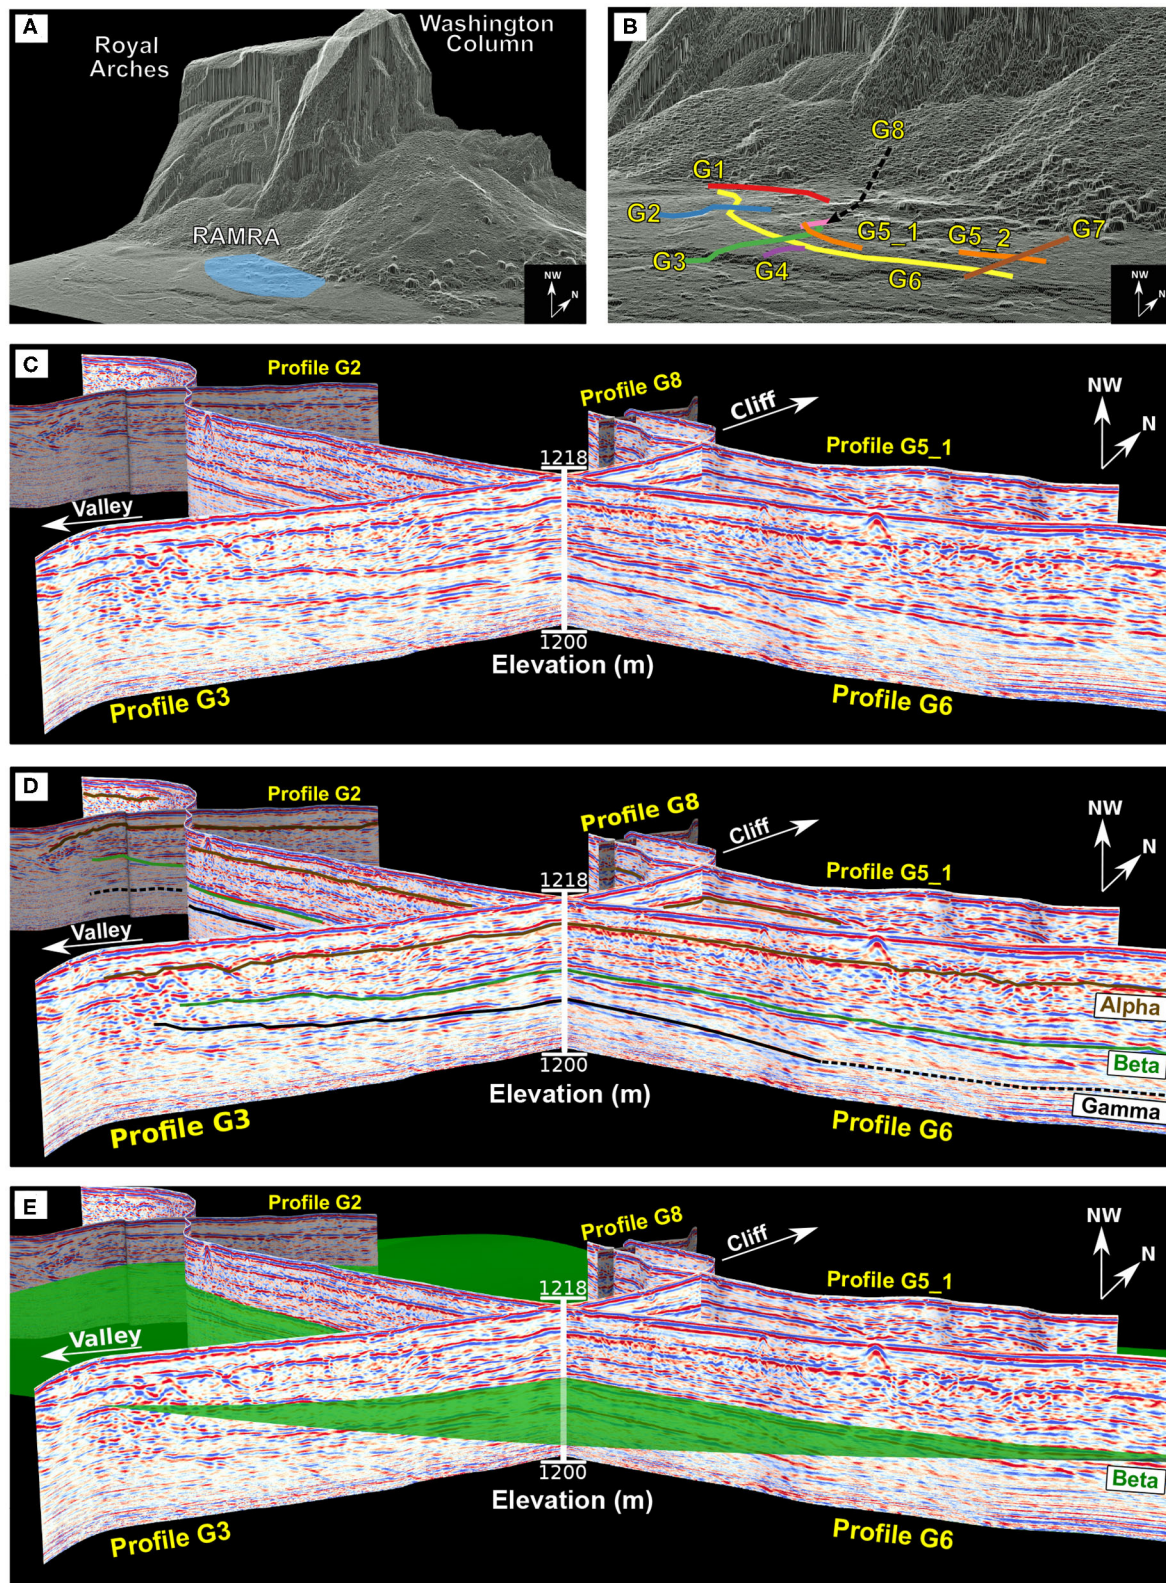 A
Royal
Arches
Washington
Column
RAMRA
NW
N
B
G8
G1
G2
G5_1
G5_2
G7
G3
G4
G6
NW
N
C
Profile G2
Profile G8
Cliff
NW
N
Profile G5_1
1218
Valley
1200
Elevation (m)
Profile G3
Profile G6
D
Profile G2
Profile G8
Cliff
NW
N
Profile G5_1
1218
Valley
Alpha
Beta
1200
Gamma
Elevation (m)
Profile G3
Profile G6
E
Profile G2
Profile G8
Cliff
NW
N
Profile G5_1
1218
Valley
1200
Beta
Elevation (m)
Profile G3
Profile G6